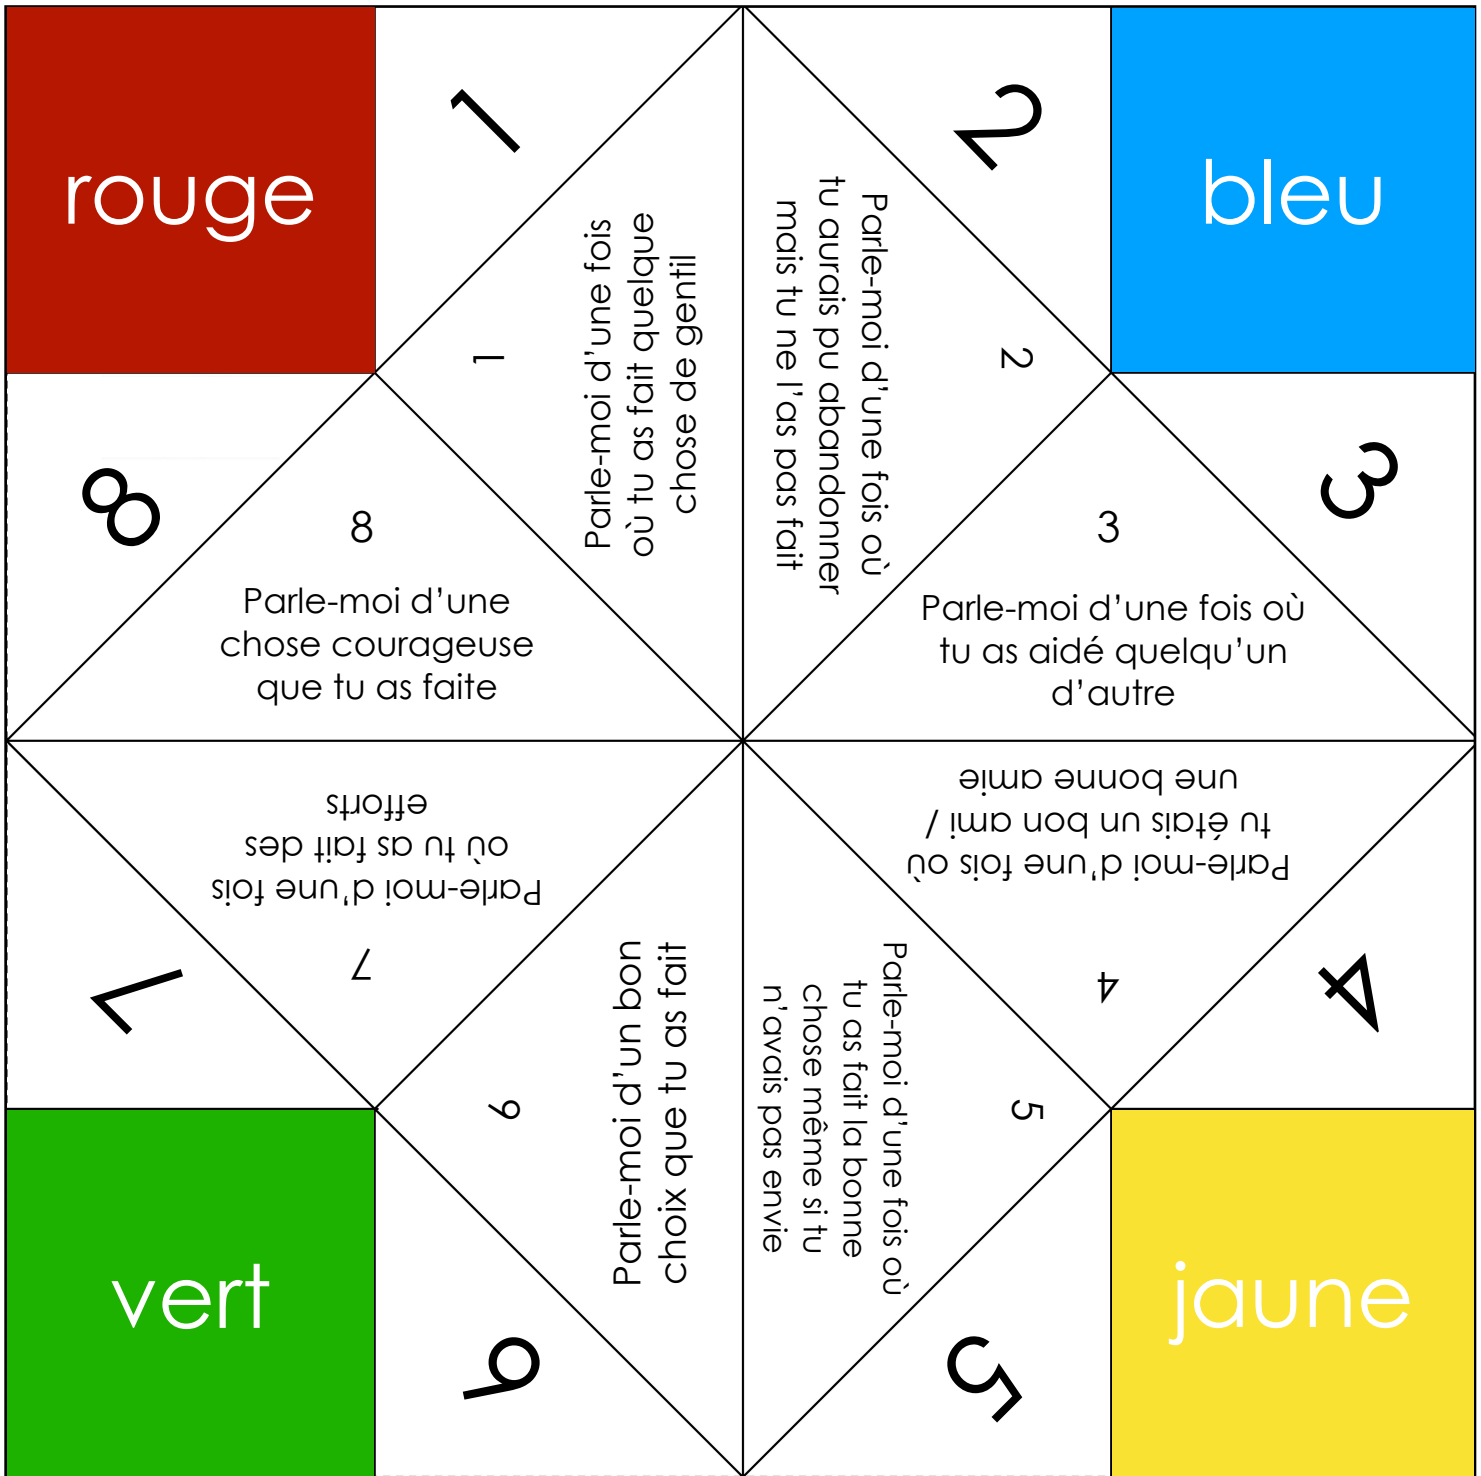 rouge
1
2
bleu
1
Parle-moi d'une fois
où tu as fait quelque
chose de gentil
2
Parle-moi d'une fois où
tu aurais pu abandonner
mais tu ne l'as pas fait
8
8
Parle-moi d'une
chose courageuse
que tu as faite
3
3
Parle-moi d'une fois où
tu as aidé quelqu'un
d'autre
7
7
Parle-moi d'une fois
où tu as fait des
efforts
4
4
Parle-moi d'une fois où
tu étais un bon ami /
une bonne amie
6
Parle-moi d'un bon
choix que tu as fait
5
Parle-moi d'une fois où
tu as fait la bonne
chose même si tu
n'avais pas envie
vert
6
5
jaune